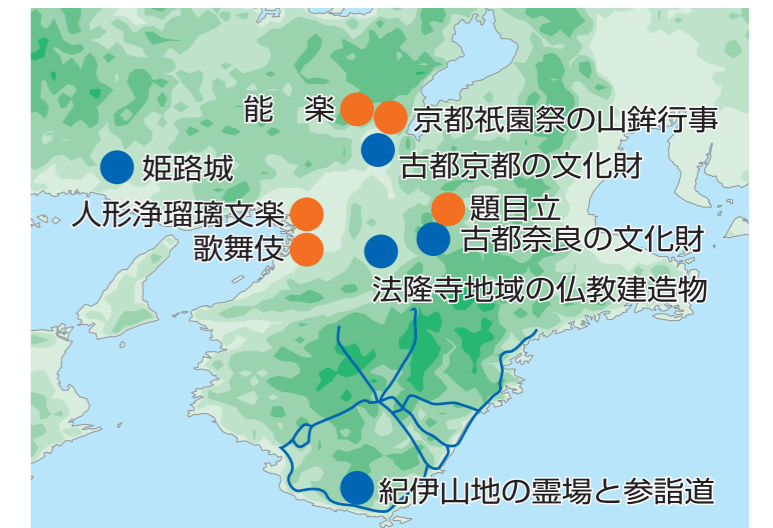 能　楽
京都祇園祭の山鉾行事
古都京都の文化財
姫路城
人形浄瑠璃文楽
題目立
歌舞伎
古都奈良の文化財
法隆寺地域の仏教建造物
紀伊山地の霊場と参詣道